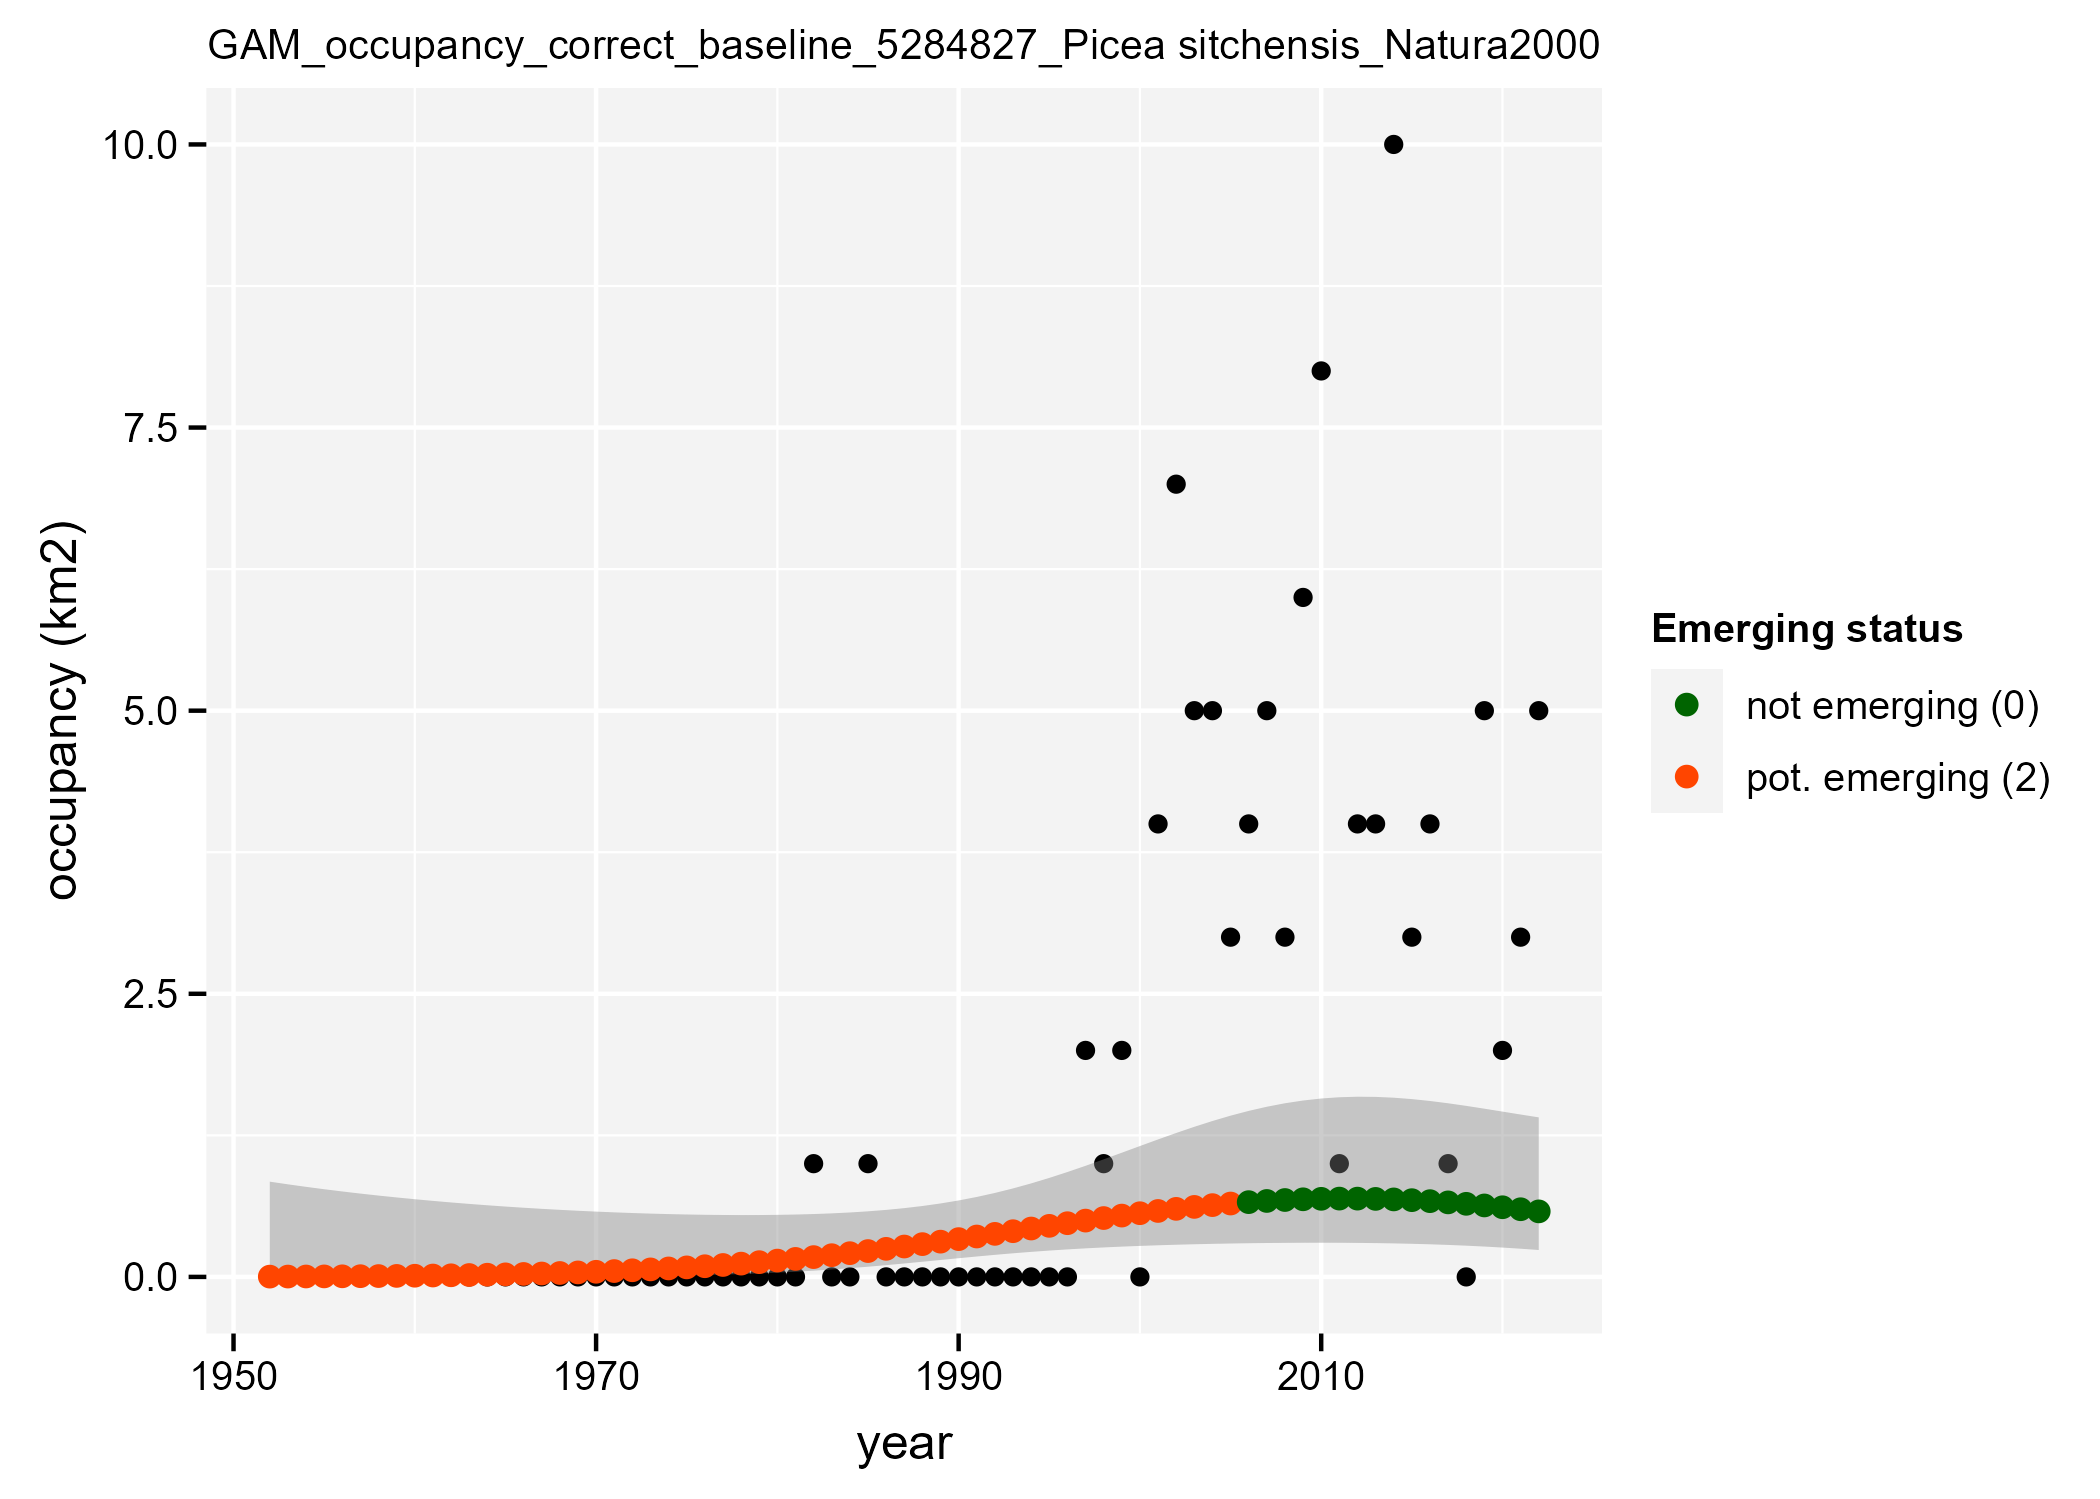 GAM_occupancy_correct_baseline_5284827_Picea sitchensis_Natura2000
10.0
7.5
5.0
2.5
0.0
occupancy (km2)
1950
1970
1990
2010
year
Emerging status
not emerging (0)
pot. emerging (2)